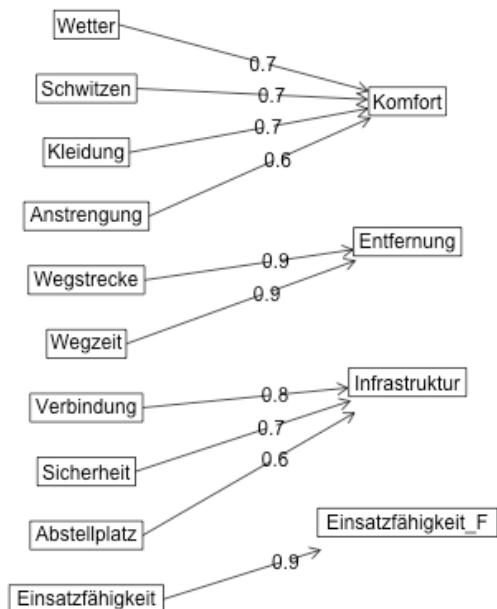 Wetter
0.7
Schwitzen
0.7
Komfort
Kleidung
0.7
Anstrengung
0.6
Entfernung
Wegstrecke
0.9
Wegzeit
0.9
Infrastruktur
Verbindung
0.8
Sicherheit
0.7
Abstellplatz
0.6
Einsatzfähigkeit_F
Einsatzfähigkeit
0.9